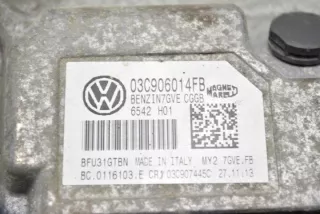 03C906014FB
BENZIN7GVE CGGB
6542 H01
MAGNETI
MARELLI
BFU31GTBN MADE IN ITALY MY2 7GVE.FB
BC.0116103.E CRJ 03C907445C 27.11.13